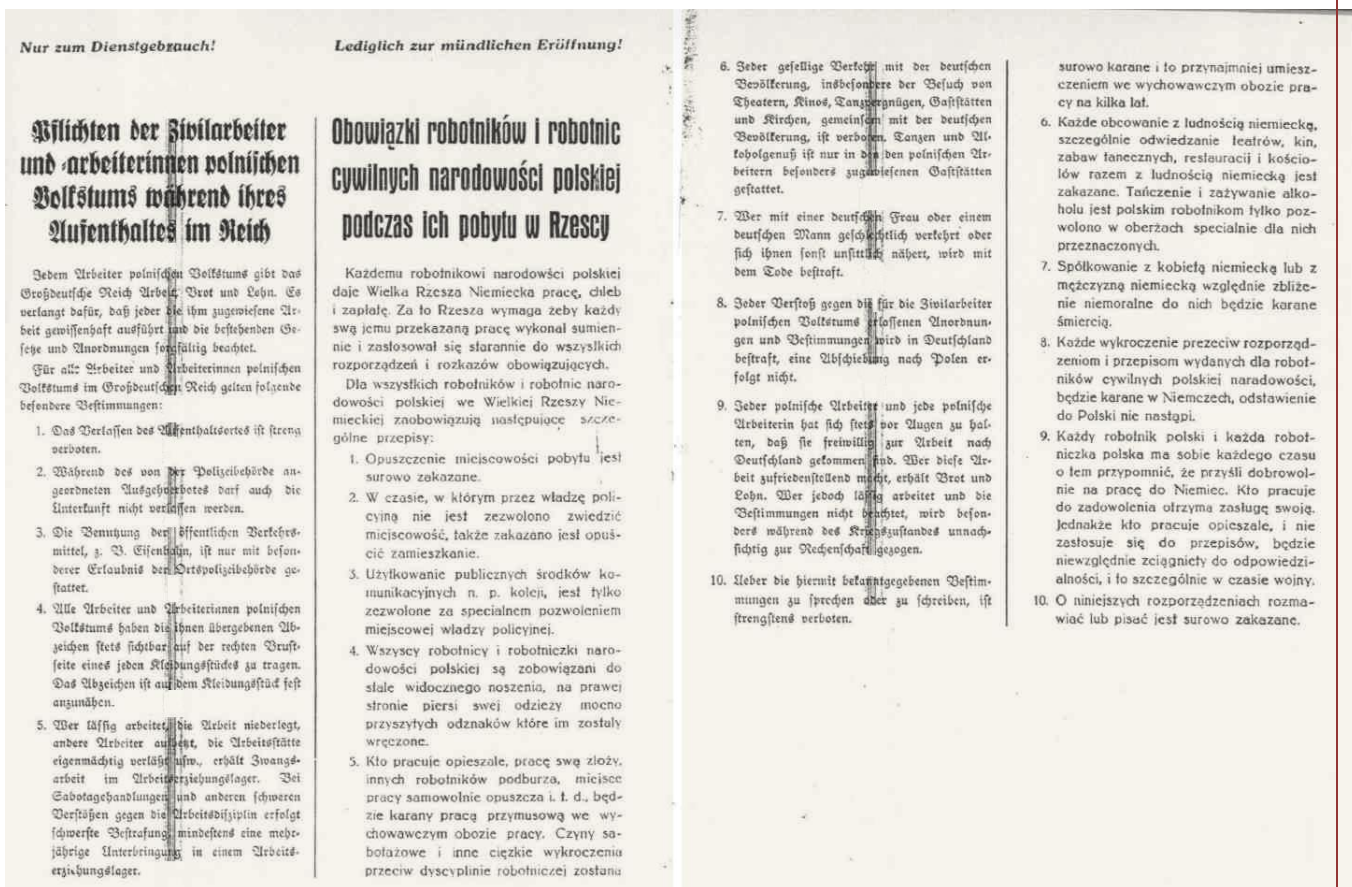 Nur zum Dienstgebrauch!
Lediglich zur mündlichen Eröffnung!
Pflichten der Zivilarbeiter
und -arbeiterinnen polnischen
Volkstums während ihres
Aufenthaltes im Reich
Jedem Arbeiter polnischen Volkstums gibt das
Großdeutsche Reich Arbeit, Brot und Lohn. Es
verlangt dafür, daß jeder die ihm zugewiesene Ar-
beit gewissenhaft ausführt und die bestehenden Ge-
setze und Anordnungen sorgfältig beachtet.
Für alle Arbeiter und Arbeiterinnen polnischen
Volkstums im Großdeutschen Reich gelten folgende
besondere Bestimmungen:
1. Das Verlassen des Aufenthaltsortes ist streng
verboten.
2. Während des von der Polizeibehörde an-
geordneten Ausgehverbotes darf auch die
Unterkunft nicht verlassen werden.
3. Die Benutzung der öffentlichen Verkehrs-
mittel, z. B. Eisenbahn, ist nur mit beson-
derer Erlaubnis der Ortspolizeibehörde ge-
stattet.
4. Alle Arbeiter und Arbeiterinnen polnischen
Volkstums haben die ihnen übergebenen Ab-
zeichen stets sichtbar auf der rechten Brust-
seite eines jeden Kleidungsstückes zu tragen.
Das Abzeichen ist auf dem Kleidungsstück fest
anzunähen.
5. Wer lässig arbeitet, die Arbeit niederlegt,
andere Arbeiter aufhetzt, die Arbeitsstätte
eigenmächtig verläßt usw., erhält Zwangs-
arbeit im Arbeitserziehungslager. Bei
Sabotagehandlungen und anderen schweren
Verstößen gegen die Arbeitsdisziplin erfolgt
schwerste Bestrafung, mindestens eine mehr-
jährige Unterbringung in einem Arbeits-
erziehungslager.
Obowiązki robotników i robotnic
cywilnych narodowości polskiej
podczas ich pobytu w Rzescy
Każdemu robotnikowi narodowści polskiej
daje Wielka Rzesza Niemiecka pracę, chleb
i zapłatę. Za to Rzesza wymaga żeby każdy
swą jemu przekazaną pracę wykonał sumien-
nie i zastosował się starannie do wszystkich
rozporządzeń i rozkazów obowiązujących.
Dla wszystkich robotników i robotnic naro-
dowości polskiej we Wielkiej Rzeszy Nie-
mieckiej znaobowiązują następujące szcze-
gólne przepisy:
1. Opuszczenie miejscowości pobytu jest
surowo zakazane.
2. W czasie, w którym przez władzę poli-
cyjną nie jest zezwolono zwiedzić
miejscowość, także zakazano jest opuś-
cić zamieszkanie.
3. Użytkowanie publicznych środków ko-
munikacyjnych n. p. koleji, jest tylko
zezwolone za specialnem pozwoleniem
miejscowej władzy policyjnej.
4. Wszyscy robotnicy i robotniczki naro-
dowości polskiej są zobowiązani do
stale widocznego noszenia, na prawej
stronie piersi swej odzieży mocno
przyszytych odznaków które im zostały
wręczone.
5. Kto pracuje opieszale, pracę swą złoży,
innych robotników podburza, miejsce
pracy samowolnie opuszcza i. t. d., będ-
zie karany pracą przymusową we wy-
chowawczym obozie pracy. Czyny sa-
botażowe i inne ciężkie wykroczenia
przeciw dyscyplinie robotniczej zostana
6. Jeder gesellige Verkehr mit der deutschen
Bevölkerung, insbesondere der Besuch von
Theatern, Kinos, Tanzvergnügen, Gaststätten
und Kirchen, gemeinsam mit der deutschen
Bevölkerung, ist verboten. Tanzen und Al-
koholgenuß ist nur in den den polnischen Ar-
beitern besonders zugewiesenen Gaststätten
gestattet.
7. Wer mit einer deutschen Frau oder einem
deutschen Mann geschlechtlich verkehrt oder
sich ihnen sonst unsittlich nähert, wird mit
dem Tode bestraft.
8. Jeder Verstoß gegen die für die Zivilarbeiter
polnischen Volkstums erlassenen Anordnun-
gen und Bestimmungen wird in Deutschland
bestraft, eine Abschiebung nach Polen er-
folgt nicht.
9. Jeder polnische Arbeiter und jede polnische
Arbeiterin hat sich stets vor Augen zu hal-
ten, daß sie freiwillig zur Arbeit nach
Deutschland gekommen sind. Wer diese Ar-
beit zufriedenstellend macht, erhält Brot und
Lohn. Wer jedoch lässig arbeitet und die
Bestimmungen nicht beachtet, wird beson-
ders während des Kriegszustandes unnach-
sichtig zur Rechenschaft gezogen.
10. Ueber die hiermit bekanntgegebenen Bestim-
mungen zu sprechen oder zu schreiben, ist
strengstens verboten.
surowo karane i to przynajmniej umiesz-
czeniem we wychowawczym obozie pra-
cy na kilka lat.
6. Każde obcowanie z ludnością niemiecką,
szczególnie odwiedzanie teatrów, kin,
zabaw tanecznych, restauracij i kościo-
łów razem z ludnością niemiecką jest
zakazane. Tańczenie i zażywanie alko-
holu jest polskim robotnikom tylko poz-
wolono w oberżach specialnie dla nich
przeznaczonych.
7. Spółkowanie z kobietą niemiecką lub z
mężczyzną niemiecką względnie zbliże-
nie niemoralne do nich będzie karane
śmiercią.
8. Każde wykroczenie przeciw rozporząd-
zeniom i przepisom wydanych dla robot-
ników cywilnych polskiej naradowości,
będzie karane w Niemczech, odstawienie
do Polski nie nastąpi.
9. Każdy robotnik polski i każda robot-
niczka polska ma sobie każdego czasu
o tem przypomnić, że przyśli dobrowol-
nie na pracę do Niemiec. Kto pracuje
do zadowolenia otrzyma zasługę swoją.
Jednakże kto pracuje opieszale, i nie
zastosuje się do przepisów, będzie
niewzględnie zciągnięty do odpowiedzi-
alności, i to szczególnie w czasie wojny.
10. O niniejszych rozporządzeniach rozma-
wiać lub pisać jest surowo zakazane.